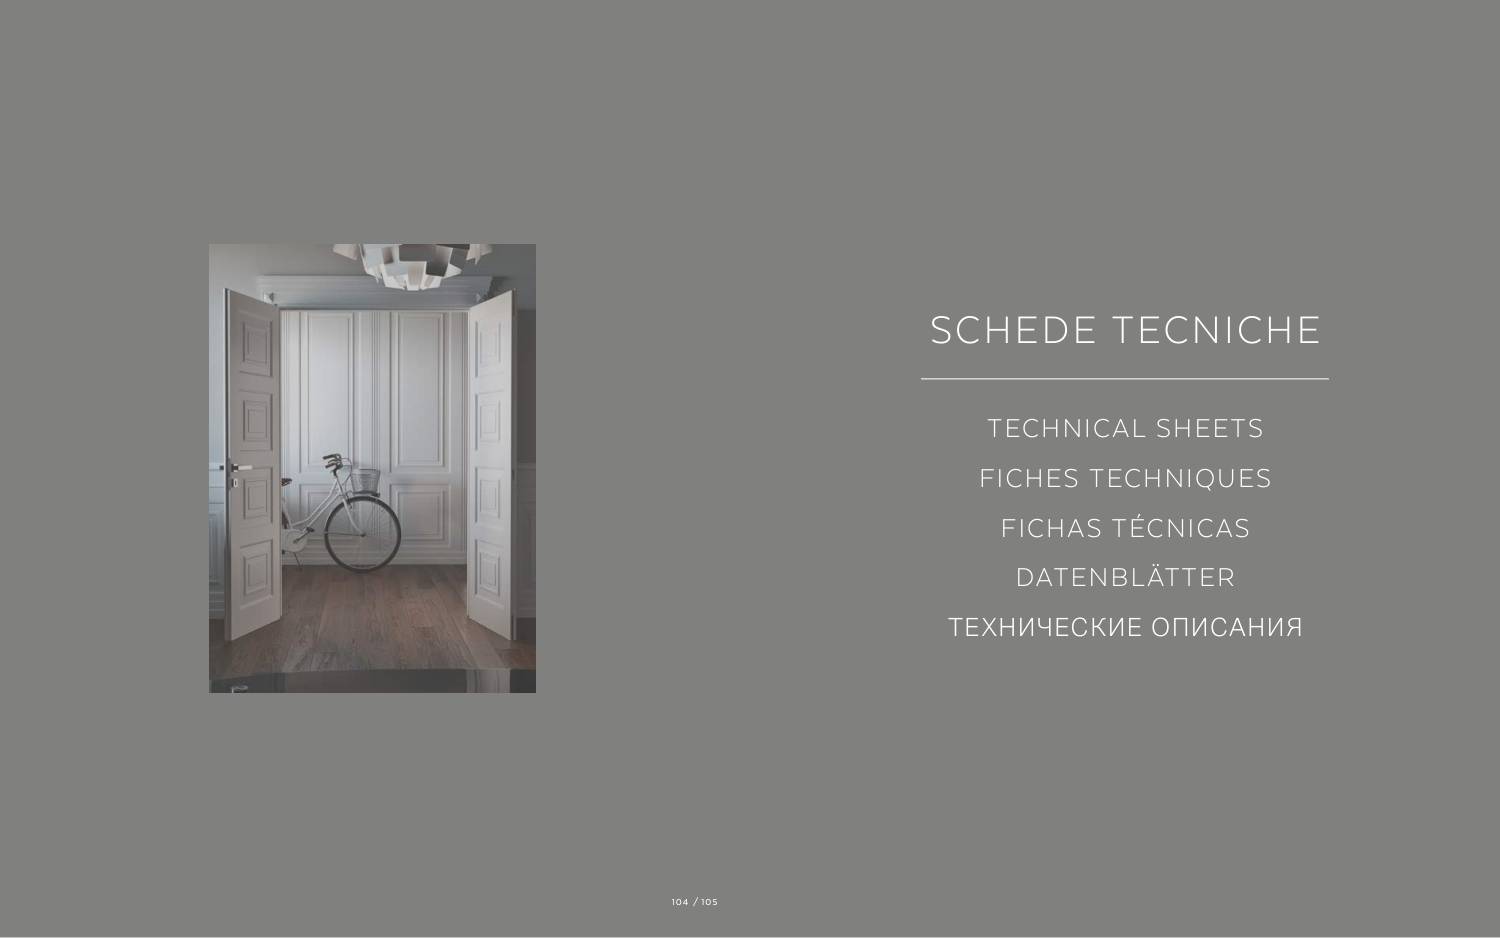 SCHEDE TECNICHE
TECHNICAL SHEETS
FICHES TECHNIQUES
FICHAS TÉCNICAS
DATENBLÄTTER
ТЕХНИЧЕСКИЕ ОПИСАНИЯ
104 / 105